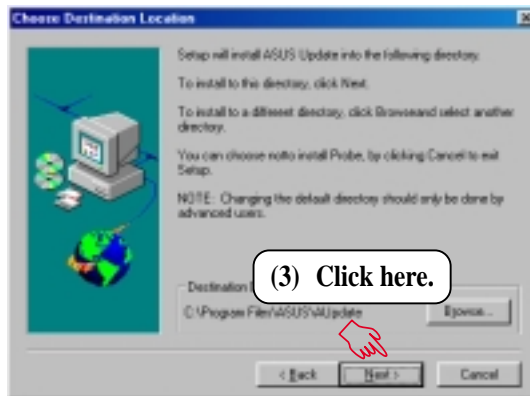 Choose Destination Location
Setup will install ASUS Update into the following directory.
To install to this directory, click Next.
To install to a different directory, click Browseand select another
directory.
You can choose notto install Probe, by clicking Cancel to exit
Setup.
NOTE: Changing the default directory should only be done by
advanced users.
(3) Click here.
Destination
C:\Program Files\ASUS\AUpdate
Browse...
< Back
Next >
Cancel